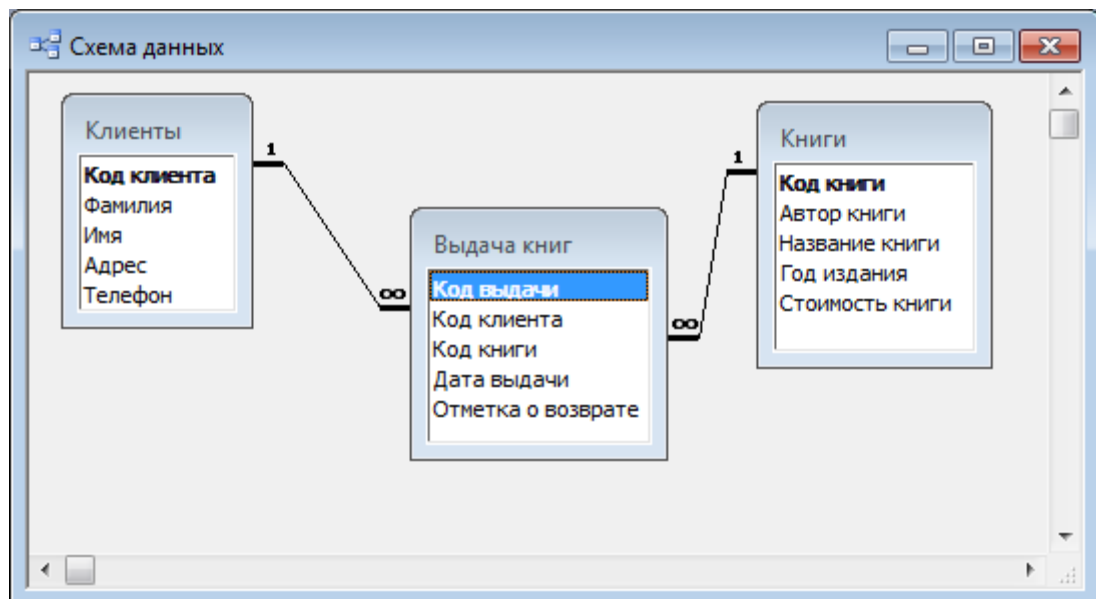 Схема данных
Клиенты
Код клиента
Фамилия
Имя
Адрес
Телефон
1
∞
Выдача книг
Код выдачи
Код клиента
Код книги
Дата выдачи
Отметка о возврате
∞
1
Книги
Код книги
Автор книги
Название книги
Год издания
Стоимость книги